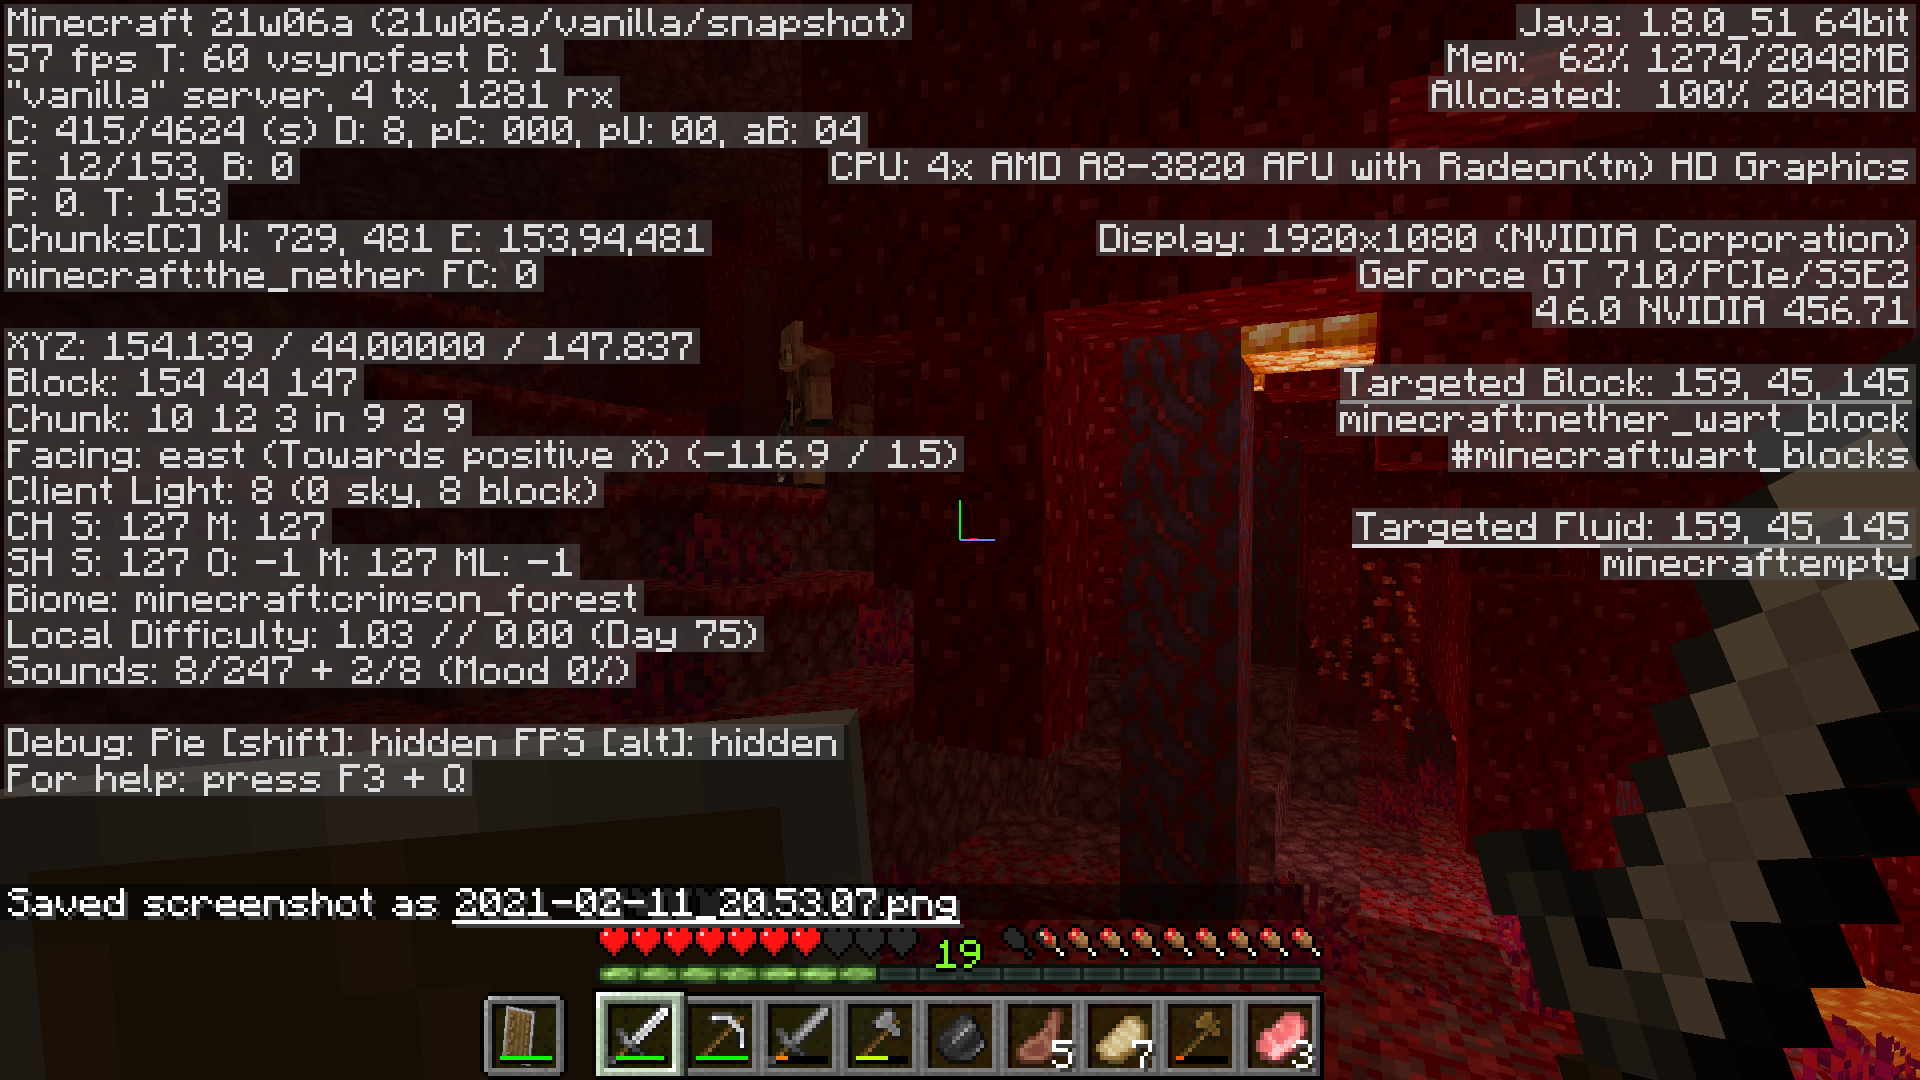 Minecraft 21w06a (21w06a/vanilla/snapshot)
57 fps T: 60 vsyncfast B: 1
"vanilla" server, 4 tx, 1281 rx
C: 415/4624 (s) D: 8, pC: 000, pU: 00, aB: 04
E: 12/153, B: 0
P: 0. T: 153
Chunks[C] W: 729, 481 E: 153,94,481
minecraft:the_nether FC: 0
XYZ: 154.139 / 44.00000 / 147.837
Block: 154 44 147
Chunk: 10 12 3 in 9 2 9
Facing: east (Towards positive X) (-116.9 / 1.5)
Client Light: 8 (0 sky, 8 block)
CH S: 127 M: 127
SH S: 127 O: -1 M: 127 ML: -1
Biome: minecraft:crimson_forest
Local Difficulty: 1.03 // 0.00 (Day 75)
Sounds: 8/247 + 2/8 (Mood 0%)
Debug: Pie [shift]: hidden FPS [alt]: hidden
For help: press F3 + Q
Java: 1.8.0_51 64bit
Mem: 62% 1274/2048MB
Allocated: 100% 2048MB
CPU: 4x AMD A8-3820 APU with Radeon(tm) HD Graphics
Display: 1920x1080 (NVIDIA Corporation)
GeForce GT 710/PCIe/SSE2
4.6.0 NVIDIA 456.71
Targeted Block: 159, 45, 145
minecraft:nether_wart_block
#minecraft:wart_blocks
Targeted Fluid: 159, 45, 145
minecraft:empty
Saved screenshot as 2021-02-11_20.53.07.png
19
5 7 3